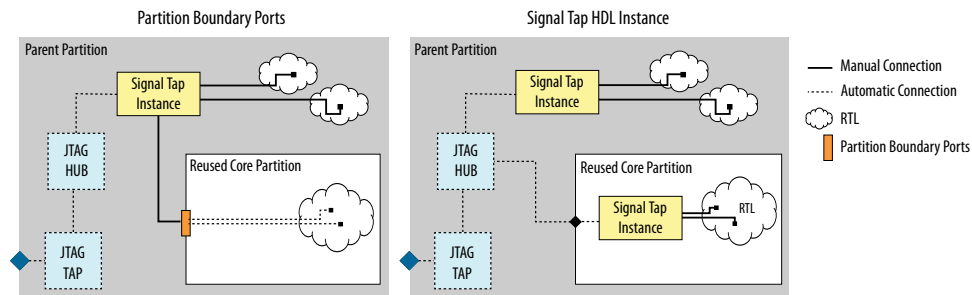 Partition Boundary Ports
Parent Partition
Signal Tap
Instance
JTAG
HUB
Reused Core Partition
JTAG
TAP
Signal Tap HDL Instance
Parent Partition
Signal Tap
Instance
JTAG
HUB
Reused Core Partition
Signal Tap
Instance
RTL
JTAG
TAP
Manual Connection
Automatic Connection
RTL
Partition Boundary Ports